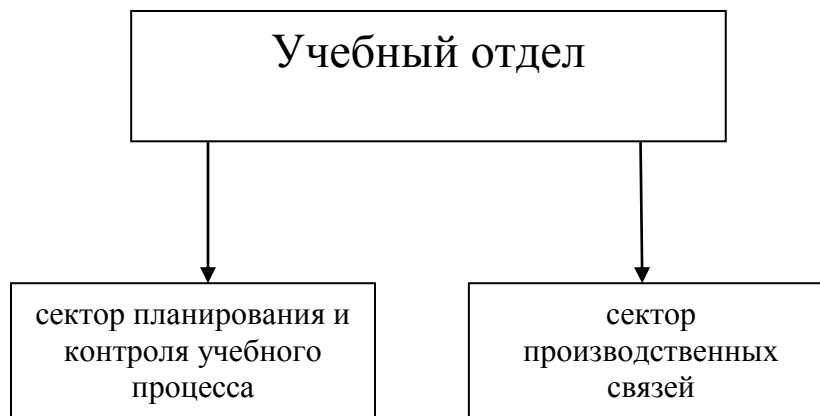 Учебный отдел
сектор планирования и
контроля учебного
процесса
сектор
производственных
связей